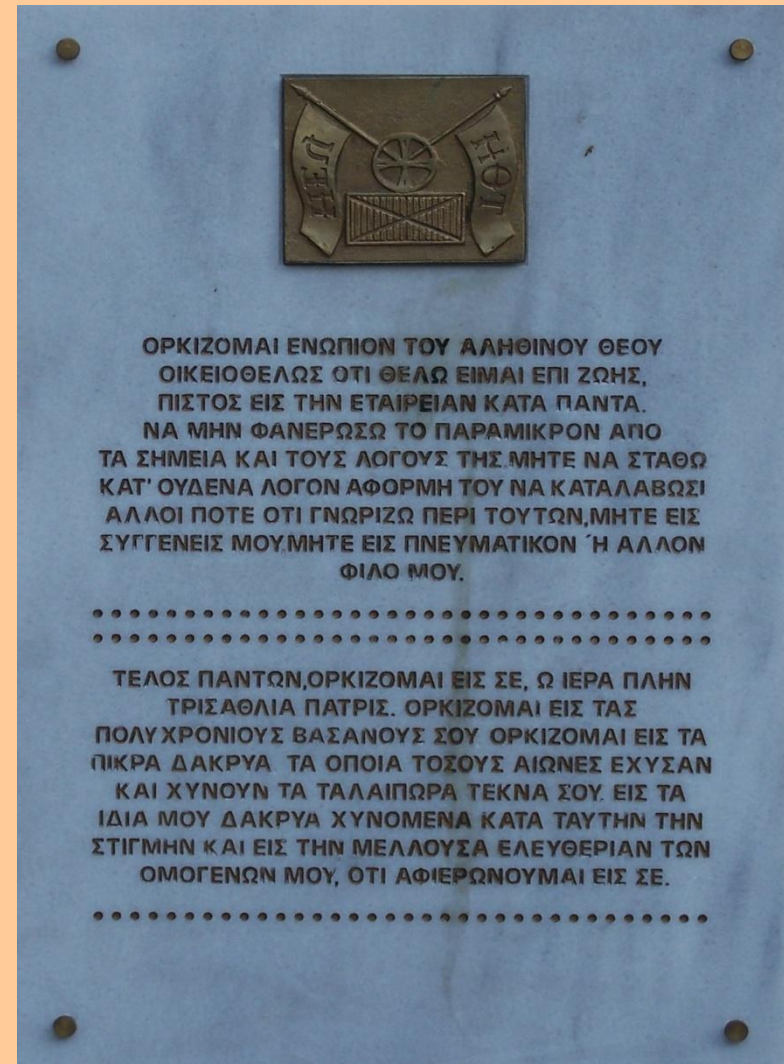 ΗΕΑ ΗΘΤ
ΟΡΚΙΖΟΜΑΙ ΕΝΩΠΙΟΝ ΤΟΥ ΑΛΗΘΙΝΟΥ ΘΕΟΥ
ΟΙΚΕΙΟΘΕΛΩΣ ΟΤΙ ΘΕΛΩ ΕΙΜΑΙ ΕΠΙ ΖΩΗΣ,
ΠΙΣΤΟΣ ΕΙΣ ΤΗΝ ΕΤΑΙΡΕΙΑΝ ΚΑΤΑ ΠΑΝΤΑ.
ΝΑ ΜΗΝ ΦΑΝΕΡΩΣΩ ΤΟ ΠΑΡΑΜΙΚΡΟΝ ΑΠΟ
ΤΑ ΣΗΜΕΙΑ ΚΑΙ ΤΟΥΣ ΛΟΓΟΥΣ ΤΗΣ.ΜΗΤΕ ΝΑ ΣΤΑΘΩ
ΚΑΤ' ΟΥΔΕΝΑ ΛΟΓΟΝ ΑΦΟΡΜΗ ΤΟΥ ΝΑ ΚΑΤΑΛΑΒΩΣΙ
ΑΛΛΟΙ ΠΟΤΕ ΟΤΙ ΓΝΩΡΙΖΩ ΠΕΡΙ ΤΟΥΤΩΝ,ΜΗΤΕ ΕΙΣ
ΣΥΓΓΕΝΕΙΣ ΜΟΥ,ΜΗΤΕ ΕΙΣ ΠΝΕΥΜΑΤΙΚΟΝ Ή ΑΛΛΟΝ
ΦΙΛΟ ΜΟΥ.
ΤΕΛΟΣ ΠΑΝΤΩΝ,ΟΡΚΙΖΟΜΑΙ ΕΙΣ ΣΕ, Ω ΙΕΡΑ ΠΛΗΝ
ΤΡΙΣΑΘΛΙΑ ΠΑΤΡΙΣ. ΟΡΚΙΖΟΜΑΙ ΕΙΣ ΤΑΣ
ΠΟΛΥΧΡΟΝΙΟΥΣ ΒΑΣΑΝΟΥΣ ΣΟΥ ΟΡΚΙΖΟΜΑΙ ΕΙΣ ΤΑ
ΠΙΚΡΑ ΔΑΚΡΥΑ ΤΑ ΟΠΟΙΑ ΤΟΣΟΥΣ ΑΙΩΝΕΣ ΕΧΥΣΑΝ
ΚΑΙ ΧΥΝΟΥΝ ΤΑ ΤΑΛΑΙΠΩΡΑ ΤΕΚΝΑ ΣΟΥ. ΕΙΣ ΤΑ
ΙΔΙΑ ΜΟΥ ΔΑΚΡΥΑ ΧΥΝΟΜΕΝΑ ΚΑΤΑ ΤΑΥΤΗΝ ΤΗΝ
ΣΤΙΓΜΗΝ ΚΑΙ ΕΙΣ ΤΗΝ ΜΕΛΛΟΥΣΑ ΕΛΕΥΘΕΡΙΑΝ ΤΩΝ
ΟΜΟΓΕΝΩΝ ΜΟΥ, ΟΤΙ ΑΦΙΕΡΩΝΟΥΜΑΙ ΕΙΣ ΣΕ.